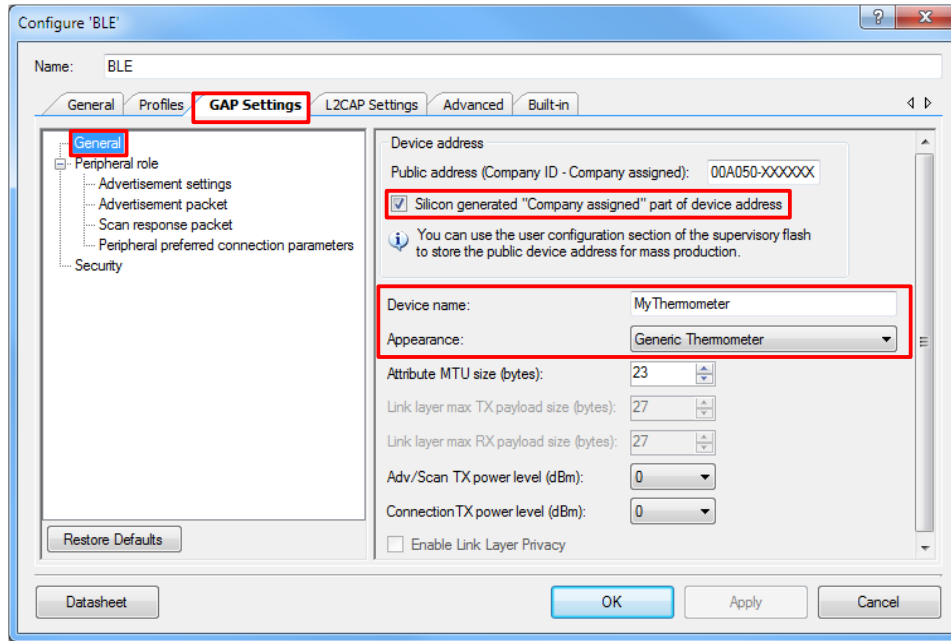 Configure 'BLE'
Name: BLE
General Profiles GAP Settings L2CAP Settings Advanced Built-in
General
Peripheral role
Advertisement settings
Advertisement packet
Scan response packet
Peripheral preferred connection parameters
Security
Restore Defaults
Device address
Public address (Company ID - Company assigned): 00A050-XXXXXX
Silicon generated "Company assigned" part of device address
You can use the user configuration section of the supervisory flash
to store the public device address for mass production.
Device name: MyThermometer
Appearance: Generic Thermometer
Attribute MTU size (bytes): 23
Link layer max TX payload size (bytes): 27
Link layer max RX payload size (bytes): 27
Adv/Scan TX power level (dBm): 0
Connection TX power level (dBm): 0
Enable Link Layer Privacy
Datasheet OK Apply Cancel